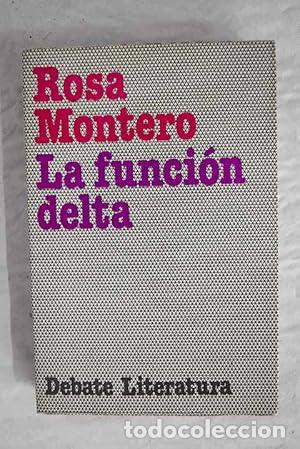 Rosa
Montero
La función
delta
Debate Literatura
todocoleccion